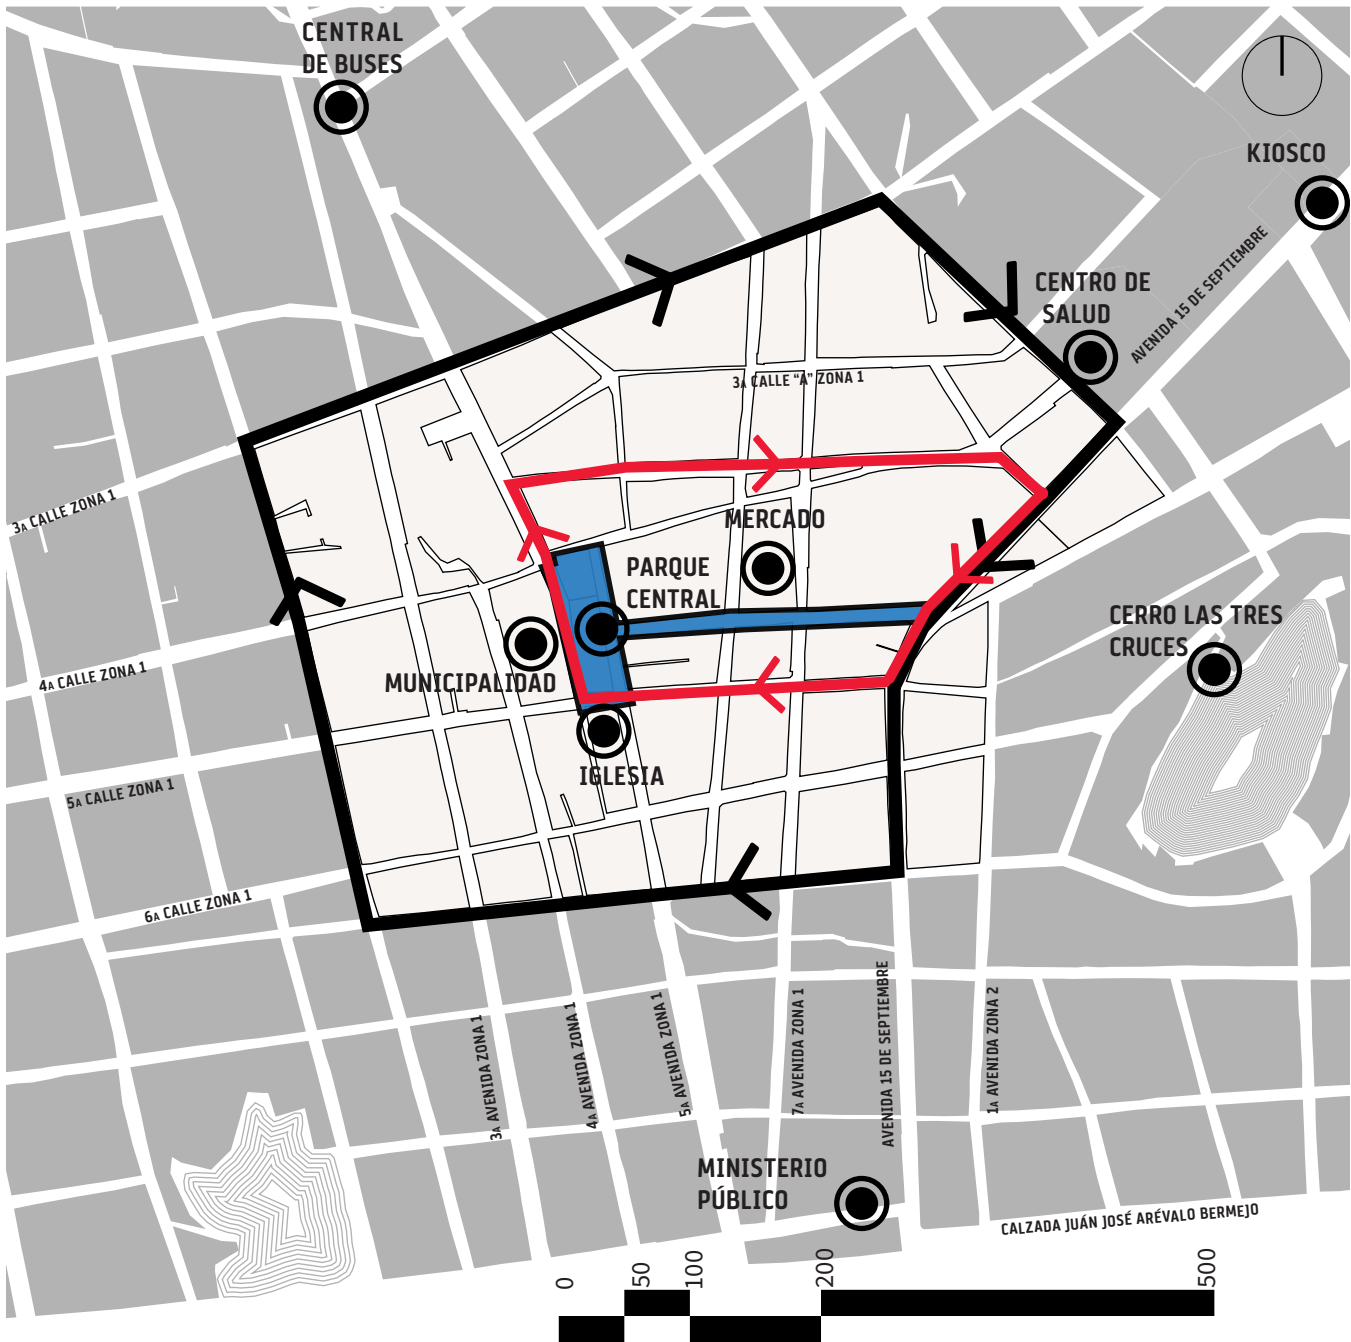 CENTRAL
DE BUSES
KIOSCO
AVENIDA 15 DE SEPTIEMBRE
CENTRO DE
SALUD
3A CALLE "A" ZONA 1
3A CALLE ZONA 1
MERCADO
PARQUE
CENTRAL
CERRO LAS TRES
CRUCES
4A CALLE ZONA 1
MUNICIPALIDAD
IGLESIA
5A CALLE ZONA 1
6A CALLE ZONA 1
3A AVENIDA ZONA 1
4A AVENIDA ZONA 1
5A AVENIDA ZONA 1
7A AVENIDA ZONA 1
AVENIDA 15 DE SEPTIEMBRE
1A AVENIDA ZONA 2
MINISTERIO
PÚBLICO
CALZADA JUÁN JOSÉ ARÉVALO BERMEJO
0 50 100 200 500